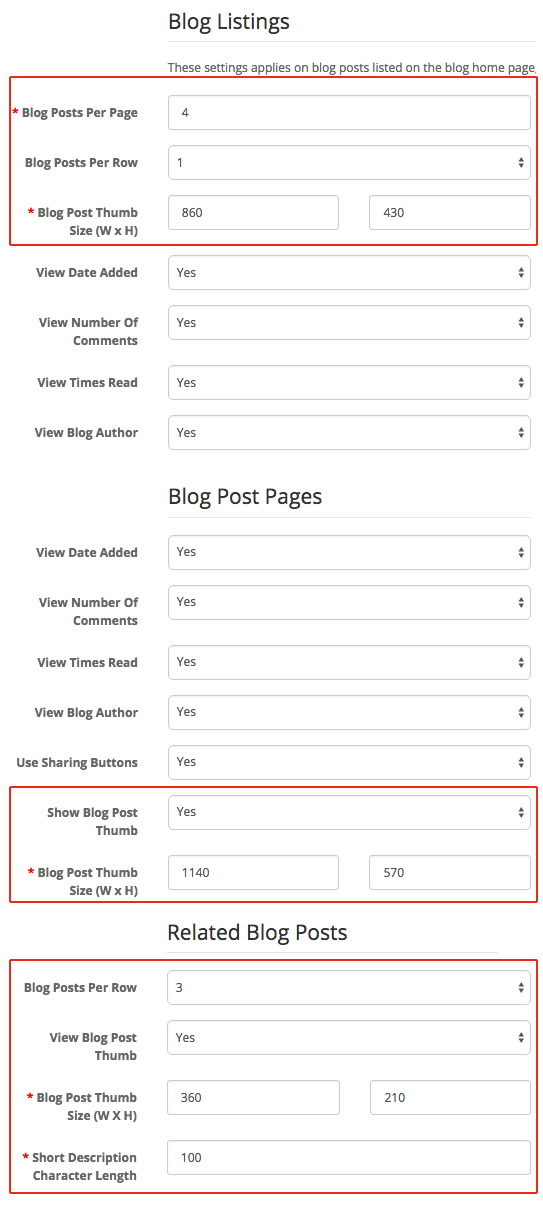 Blog Listings
These settings applies on blog posts listed on the blog home page,
* Blog Posts Per Page
4
Blog Posts Per Row
1
* Blog Post Thumb
Size (W x H)
860
430
View Date Added
Yes
View Number Of
Comments
Yes
View Times Read
Yes
View Blog Author
Yes
Blog Post Pages
View Date Added
Yes
View Number Of
Comments
Yes
View Times Read
Yes
View Blog Author
Yes
Use Sharing Buttons
Yes
Show Blog Post
Thumb
Yes
* Blog Post Thumb
Size (W x H)
1140
570
Related Blog Posts
Blog Posts Per Row
3
View Blog Post
Thumb
Yes
* Blog Post Thumb
Size (W X H)
360
210
* Short Description
Character Length
100